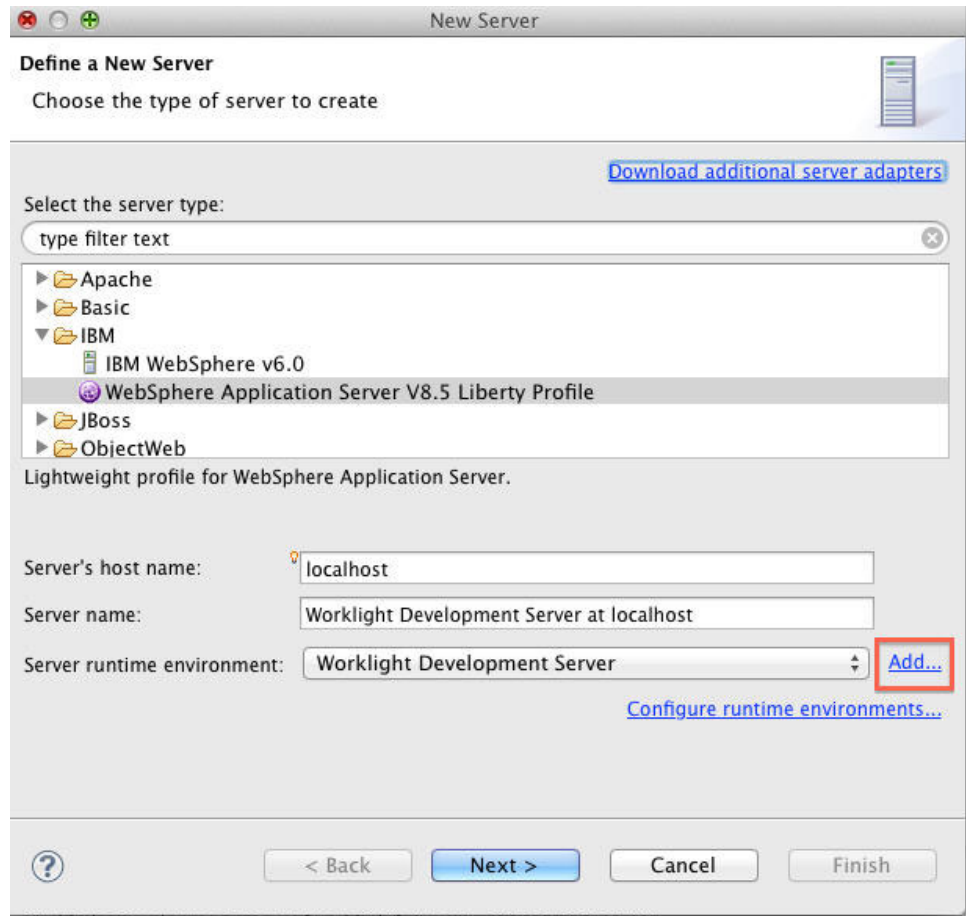 New Server
Define a New Server
Choose the type of server to create
Download additional server adapters
Select the server type:
type filter text
Apache
Basic
IBM
IBM WebSphere v6.0
WebSphere Application Server V8.5 Liberty Profile
JBoss
ObjectWeb
Lightweight profile for WebSphere Application Server.
Server's host name: localhost
Server name: Worklight Development Server at localhost
Server runtime environment: Worklight Development Server Add...
Configure runtime environments...
? < Back Next > Cancel Finish